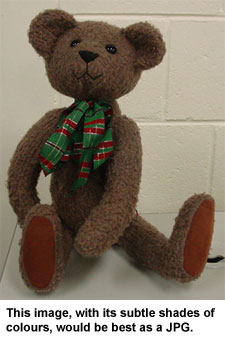 This image, with its subtle shades of
colours, would be best as a JPG.